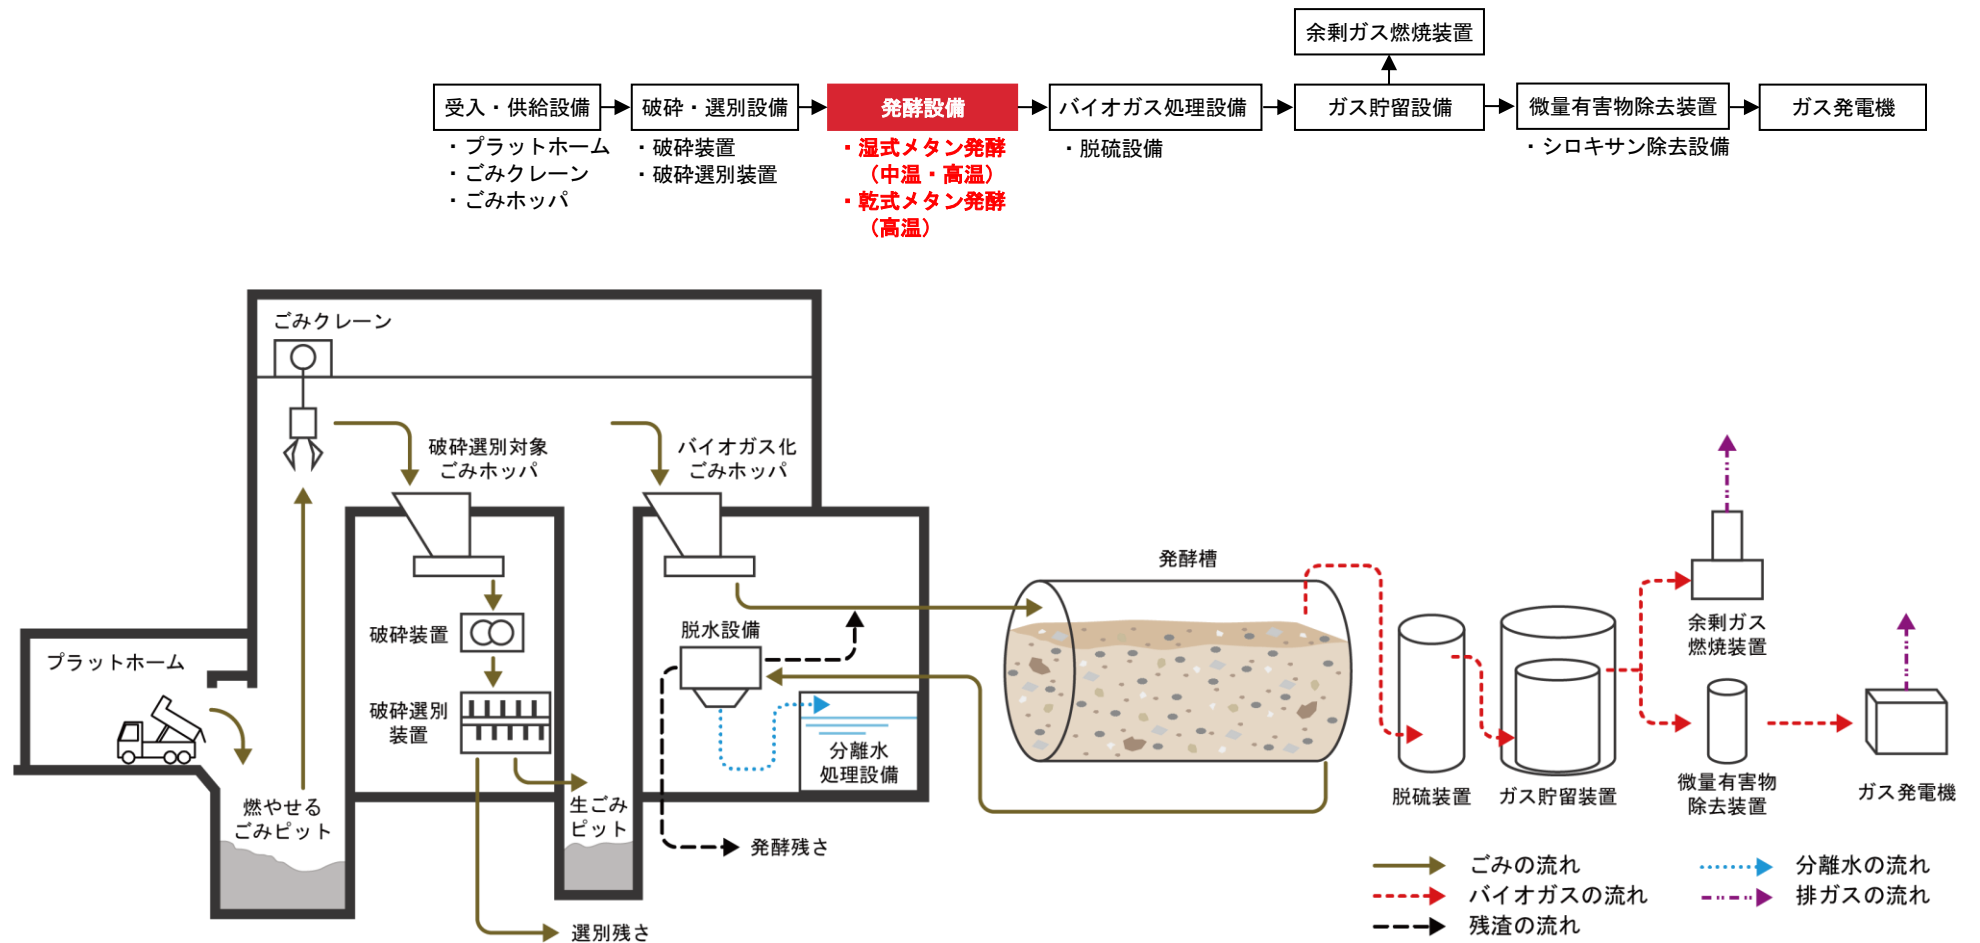 余剰ガス燃焼装置
受入・供給設備
破砕・選別設備
発酵設備
バイオガス処理設備
ガス貯留設備
微量有害物除去装置
ガス発電機
・プラットホーム
・ごみクレーン
・ごみホッパ
・破砕装置
・破砕選別装置
・湿式メタン発酵
（中温・高温）
・乾式メタン発酵
（高温）
・脱硫設備
・シロキサン除去設備
ごみクレーン
破砕選別対象
ごみホッパ
バイオガス化
ごみホッパ
発酵槽
破砕装置
脱水設備
プラットホーム
破砕選別
装置
分離水
処理設備
燃やせる
ごみピット
生ごみ
ピット
発酵残さ
選別残さ
余剰ガス
燃焼装置
脱硫装置
ガス貯留装置
微量有害物
除去装置
ガス発電機
ごみの流れ
バイオガスの流れ
残渣の流れ
分離水の流れ
排ガスの流れ